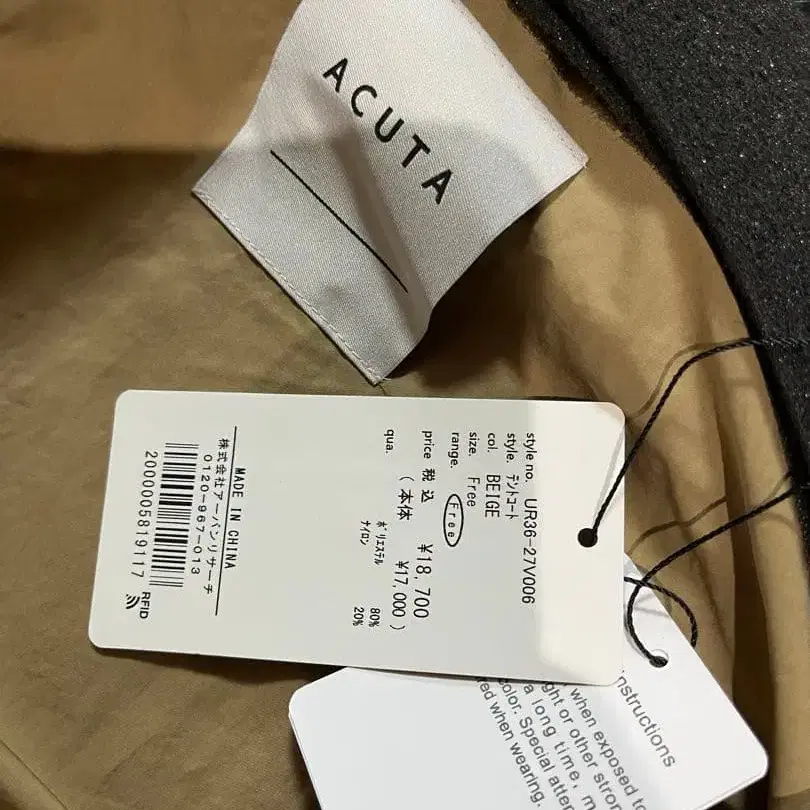 ACUTA
style no. UR36-27V006
style. テントコート
col. BEIGE
size. Free
range. Free
price 税込 ¥18,700
(本体 ¥17,000)
qua. ポリエステル 80%
ナイロン 20%
MADE IN CHINA
株式会社アーバンリサーチ
0120-967-013
2000005819117
RFID
instructions
when exposed to
ght or other stro
a long time, m
color. Special atten
ed when wearing.